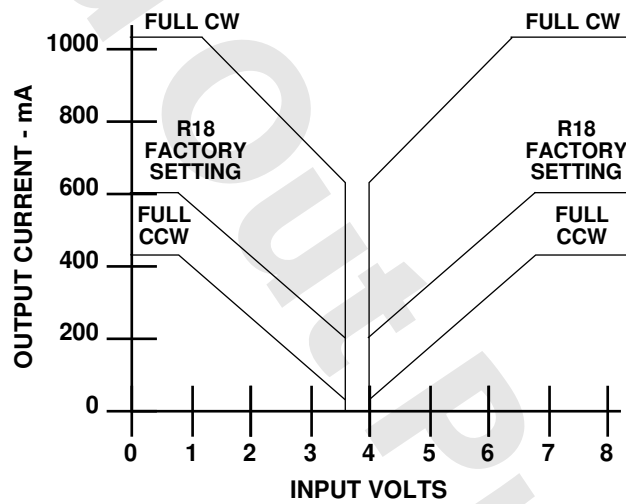 FULL CW
FULL CW
1000
800
R18
FACTORY
SETTING
R18
FACTORY
SETTING
600
FULL
CCW
FULL
CCW
400
200
0
OUTPUT CURRENT - mA
0 1 2 3 4 5 6 7 8
INPUT VOLTS